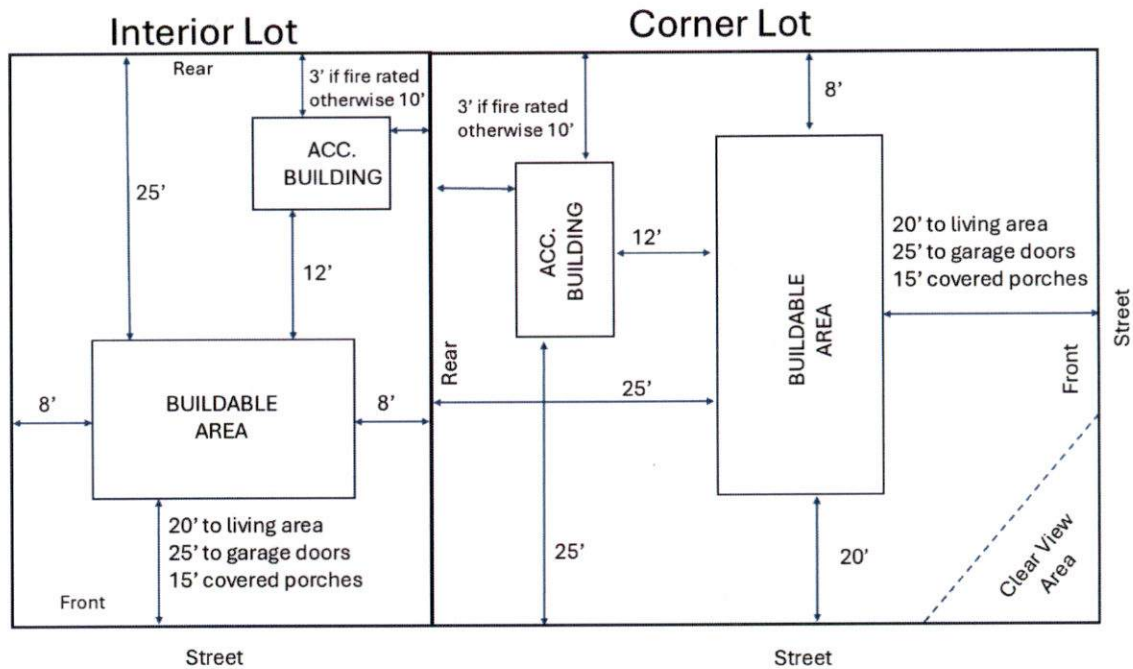 Interior Lot
Rear
3' if fire rated
otherwise 10'
ACC.
BUILDING
25'
12'
8'
BUILDABLE
AREA
8'
20' to living area
25' to garage doors
15' covered porches
Front
Street
Corner Lot
8'
3' if fire rated
otherwise 10'
ACC.
BUILDING
12'
BUILDABLE
AREA
20' to living area
25' to garage doors
15' covered porches
Street
Rear
Front
25'
25'
20'
Clear View
Area
Street